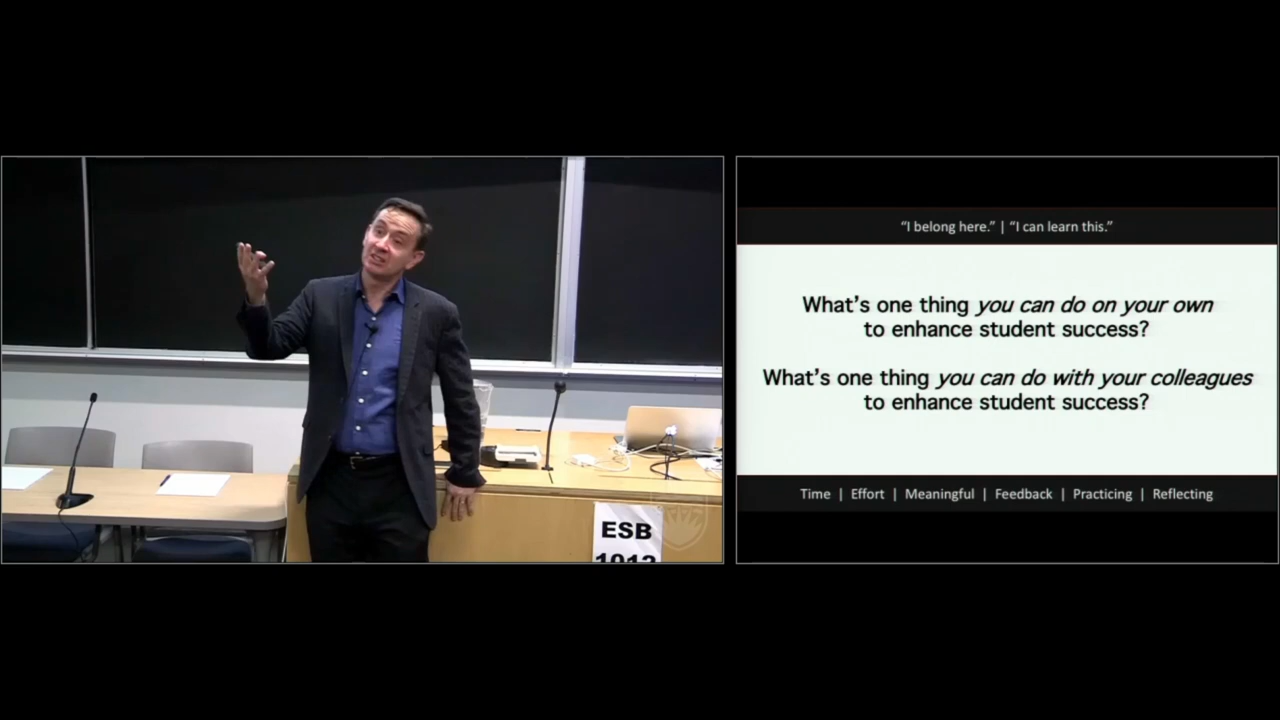 ESB
1012
“I belong here.” | “I can learn this.”
What’s one thing you can do on your own
to enhance student success?
What’s one thing you can do with your colleagues
to enhance student success?
Time | Effort | Meaningful | Feedback | Practicing | Reflecting